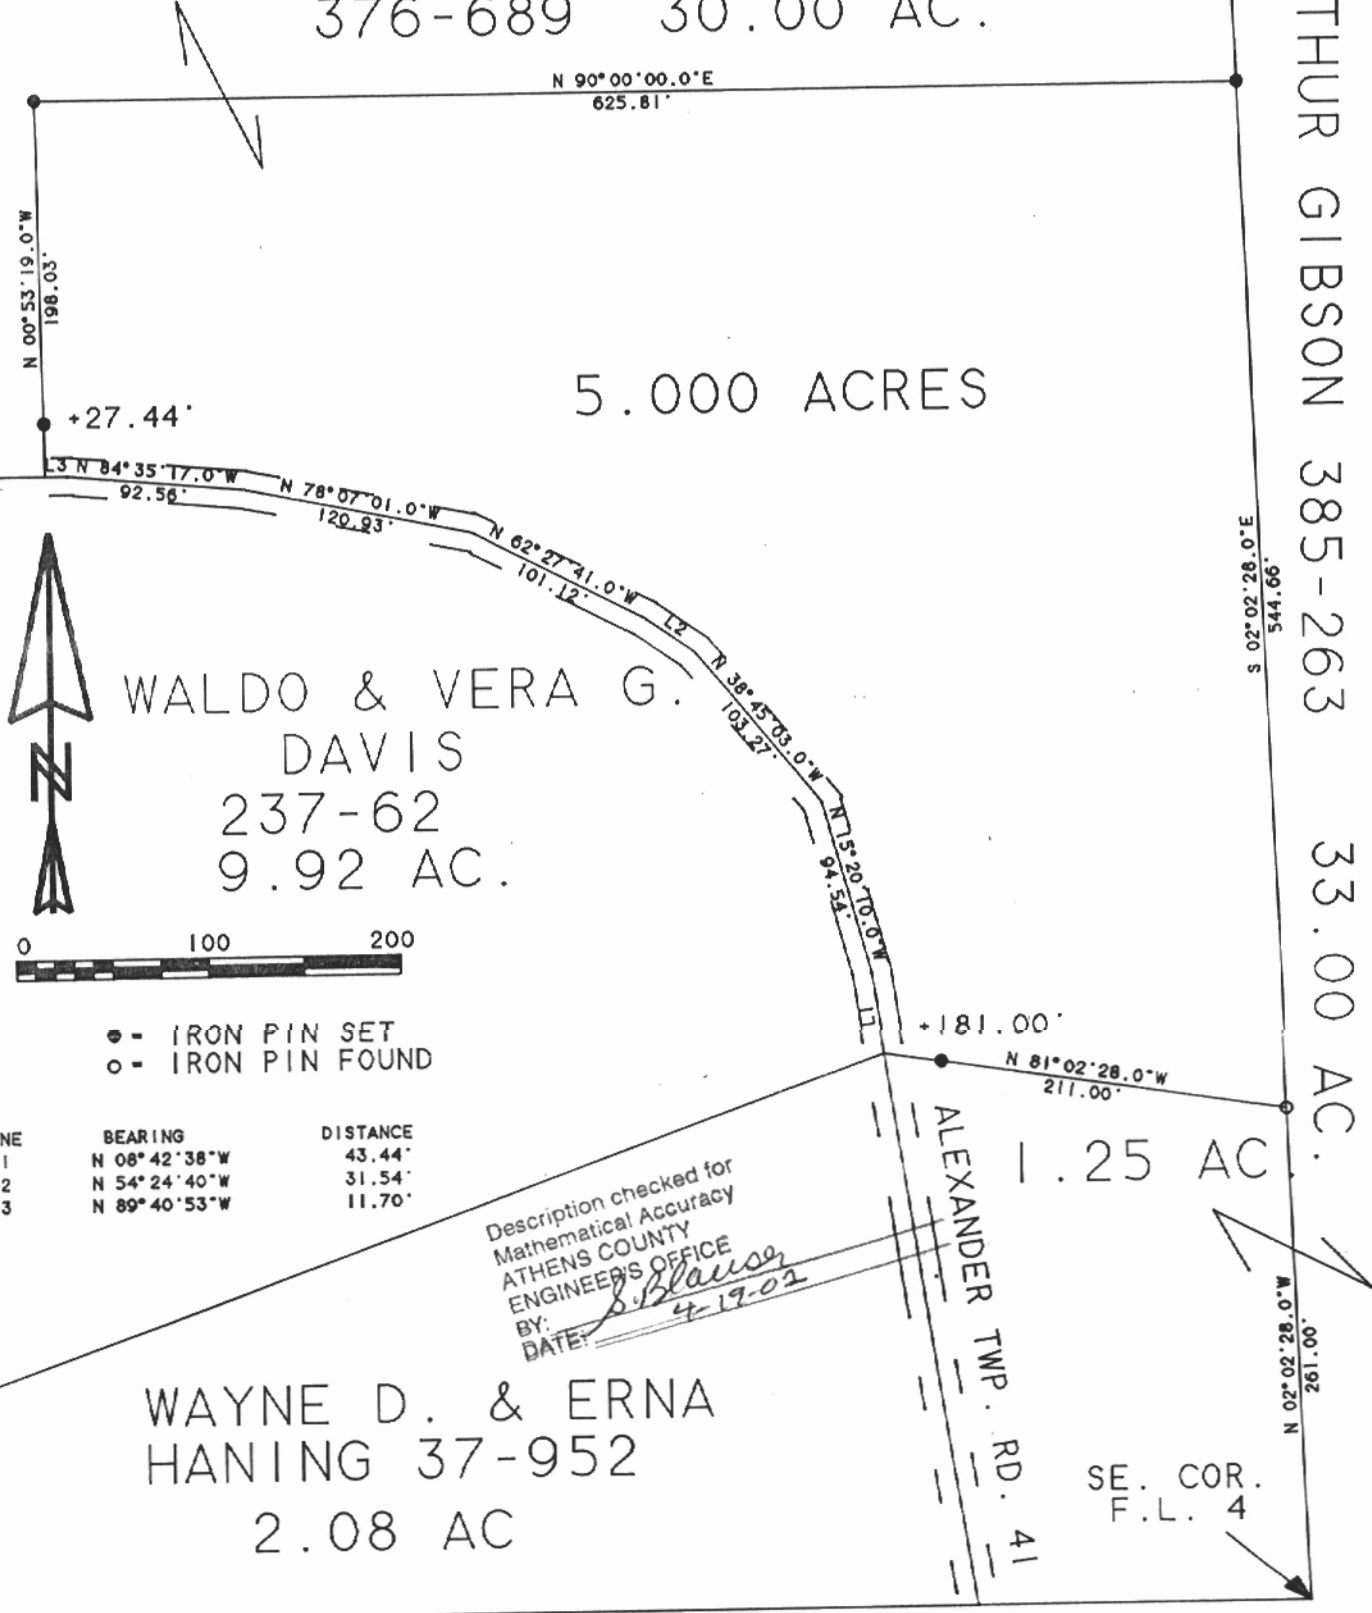 376-689 30.00 AC.
N 90°00'00.0"E
625.81'
THUR GIBSON 385-263 33.00 AC.
N 00°53'19.0"W
198.03'
5.000 ACRES
+27.44'
L3 N 84°35'17.0"W
92.56'
N 78°07'01.0"W
120.93'
N 62°27'41.0"W
101.12'
L2
N 38°45'03.0"W
103.27'
N 15°20'10.0"W
94.54'
L1
S 02°02'28.0"E
544.66'
WALDO & VERA G.
DAVIS
237-62
9.92 AC.
N
0 100 200
● - IRON PIN SET
○ - IRON PIN FOUND
+181.00'
N 81°02'28.0"W
211.00'
1.25 AC
NE BEARING DISTANCE
1 N 08°42'38"W 43.44'
2 N 54°24'40"W 31.54'
3 N 89°40'53"W 11.70'
Description checked for
Mathematical Accuracy
ATHENS COUNTY
ENGINEER'S OFFICE
BY: S. Blauser
DATE: 4-19-02
ALEXANDER TWP. RD. 41
N 02°02'28.0"W
261.00'
WAYNE D. & ERNA
HANING 37-952
2.08 AC
SE. COR.
F.L. 4